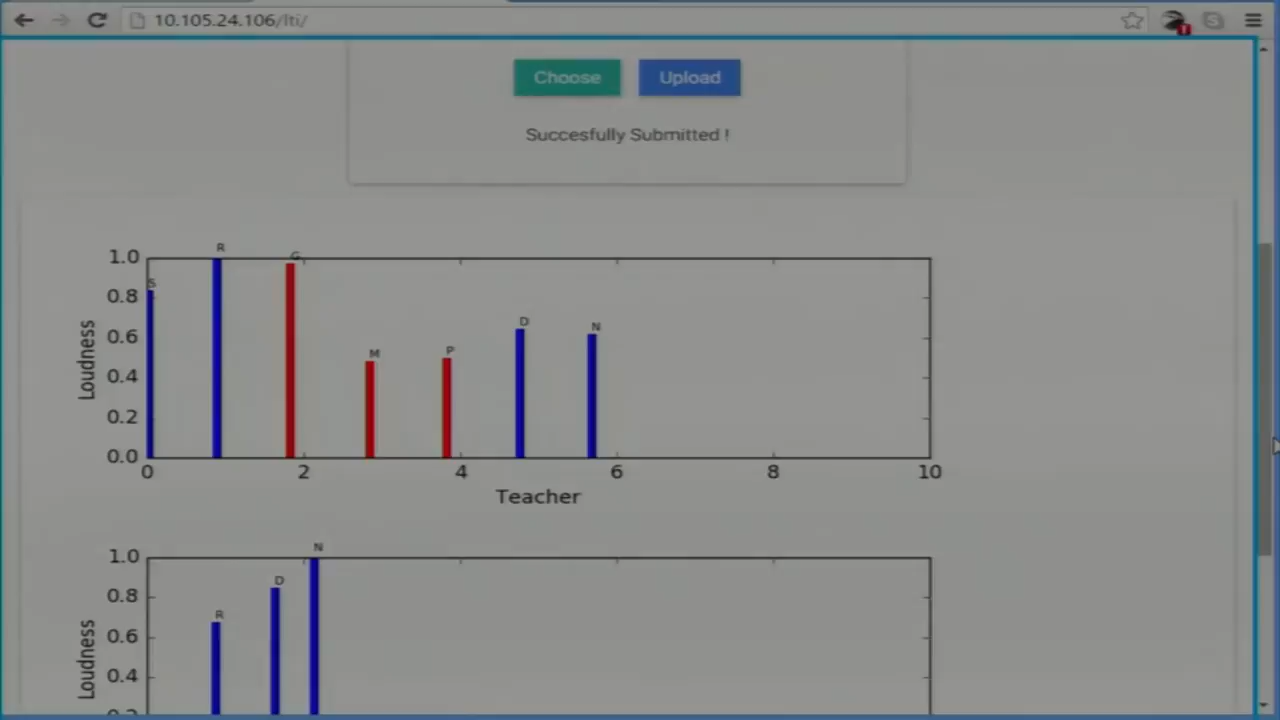 10.105.24.106/lti/
Choose Upload
Succesfully Submitted !
R
G
S
D
N
M
P
1.0
0.8
0.6
0.4
0.2
0.0
Loudness
0 2 4 6 8 10
Teacher
N
D
R
1.0
0.8
0.6
0.4
0.2
Loudness